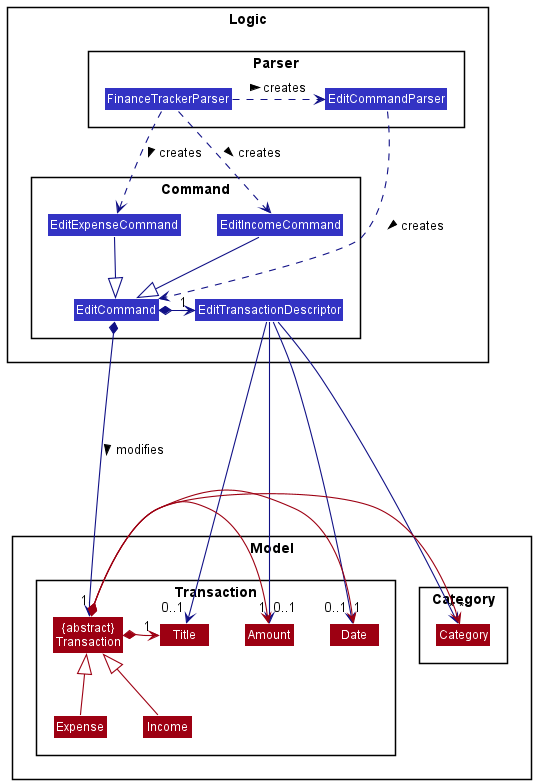 Logic
Parser
FinanceTrackerParser
creates
EditCommandParser
creates
creates
Command
EditExpenseCommand
EditIncomeCommand
creates
EditCommand
1
EditTransactionDescriptor
modifies
Model
Transaction
Category
1
0..1
1
0..1
0..1
1
{abstract}
Transaction
1
Title
Amount
Date
Category
Expense
Income